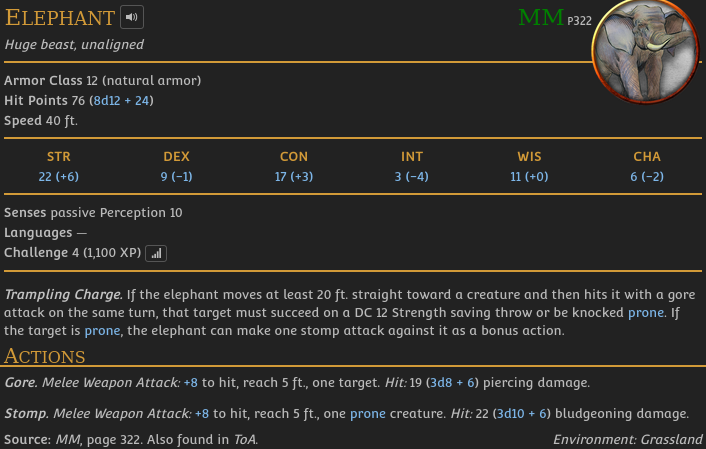 ELEPHANT MM P322
Huge beast, unaligned
Armor Class 12 (natural armor)
Hit Points 76 (8d12 + 24)
Speed 40 ft.
STR DEX CON INT WIS CHA
22 (+6) 9 (−1) 17 (+3) 3 (−4) 11 (+0) 6 (−2)
Senses passive Perception 10
Languages —
Challenge 4 (1,100 XP)
Trampling Charge. If the elephant moves at least 20 ft. straight toward a creature and then hits it with a gore
attack on the same turn, that target must succeed on a DC 12 Strength saving throw or be knocked prone. If
the target is prone, the elephant can make one stomp attack against it as a bonus action.
ACTIONS
Gore. Melee Weapon Attack: +8 to hit, reach 5 ft., one target. Hit: 19 (3d8 + 6) piercing damage.
Stomp. Melee Weapon Attack: +8 to hit, reach 5 ft., one prone creature. Hit: 22 (3d10 + 6) bludgeoning damage.
Source: MM, page 322. Also found in ToA. Environment: Grassland